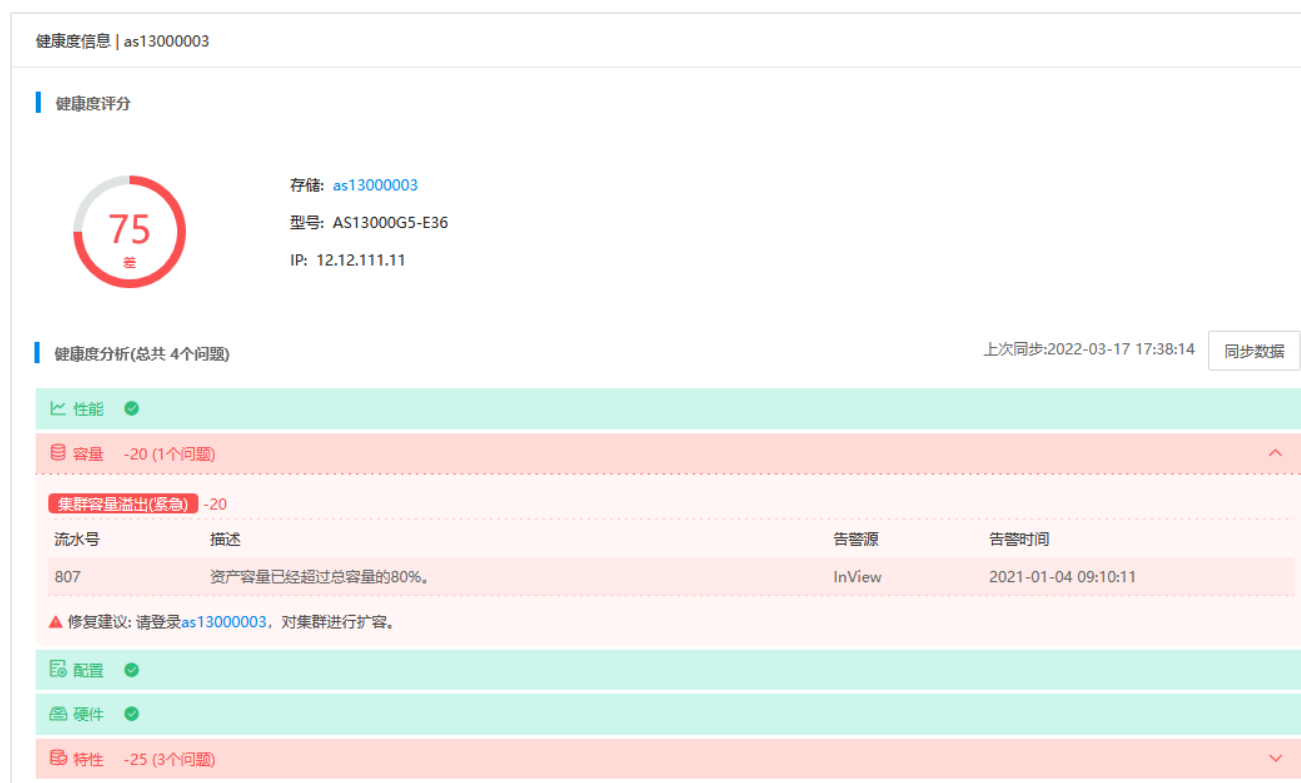 健康度信息 | as13000003
健康度评分
75
差
存储: as13000003
型号: AS13000G5-E36
IP: 12.12.111.11
健康度分析(总共 4个问题)
上次同步:2022-03-17 17:38:14 同步数据
性能
容量 -20 (1个问题)
集群容量溢出(紧急) -20
流水号 描述 告警源 告警时间
807 资产容量已经超过总容量的80%。 InView 2021-01-04 09:10:11
修复建议: 请登录as13000003，对集群进行扩容。
配置
硬件
特性 -25 (3个问题)